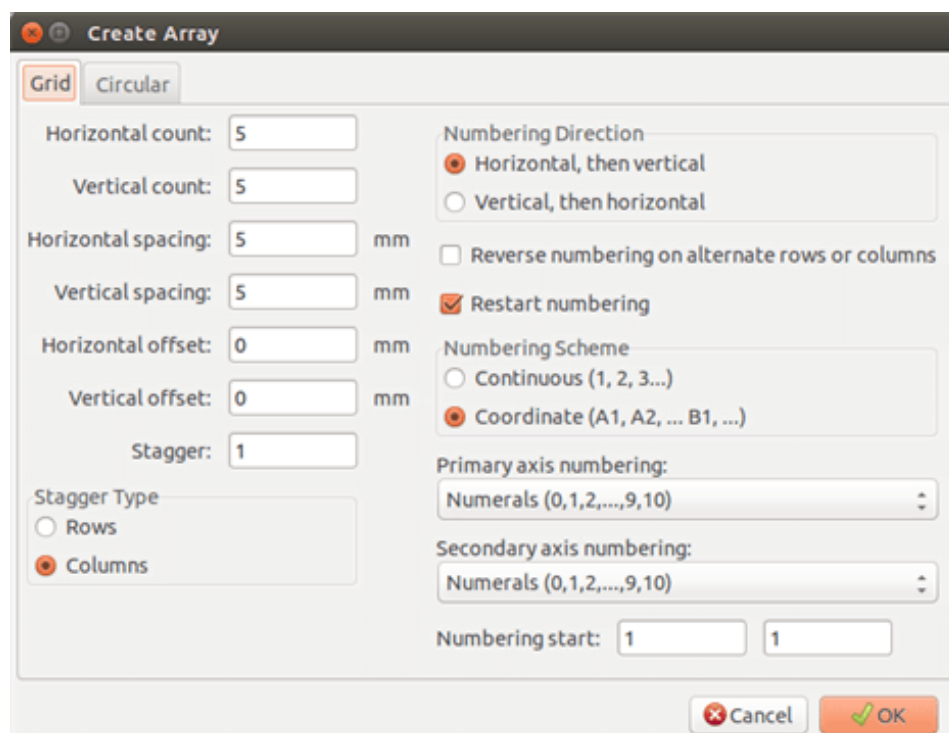 Create Array
Grid Circular
Horizontal count: 5
Vertical count: 5
Horizontal spacing: 5 mm
Vertical spacing: 5 mm
Horizontal offset: 0 mm
Vertical offset: 0 mm
Stagger: 1
Stagger Type
Rows
Columns
Numbering Direction
Horizontal, then vertical
Vertical, then horizontal
Reverse numbering on alternate rows or columns
Restart numbering
Numbering Scheme
Continuous (1, 2, 3...)
Coordinate (A1, A2, ... B1, ...)
Primary axis numbering:
Numerals (0,1,2,...,9,10)
Secondary axis numbering:
Numerals (0,1,2,...,9,10)
Numbering start: 1 1
Cancel OK